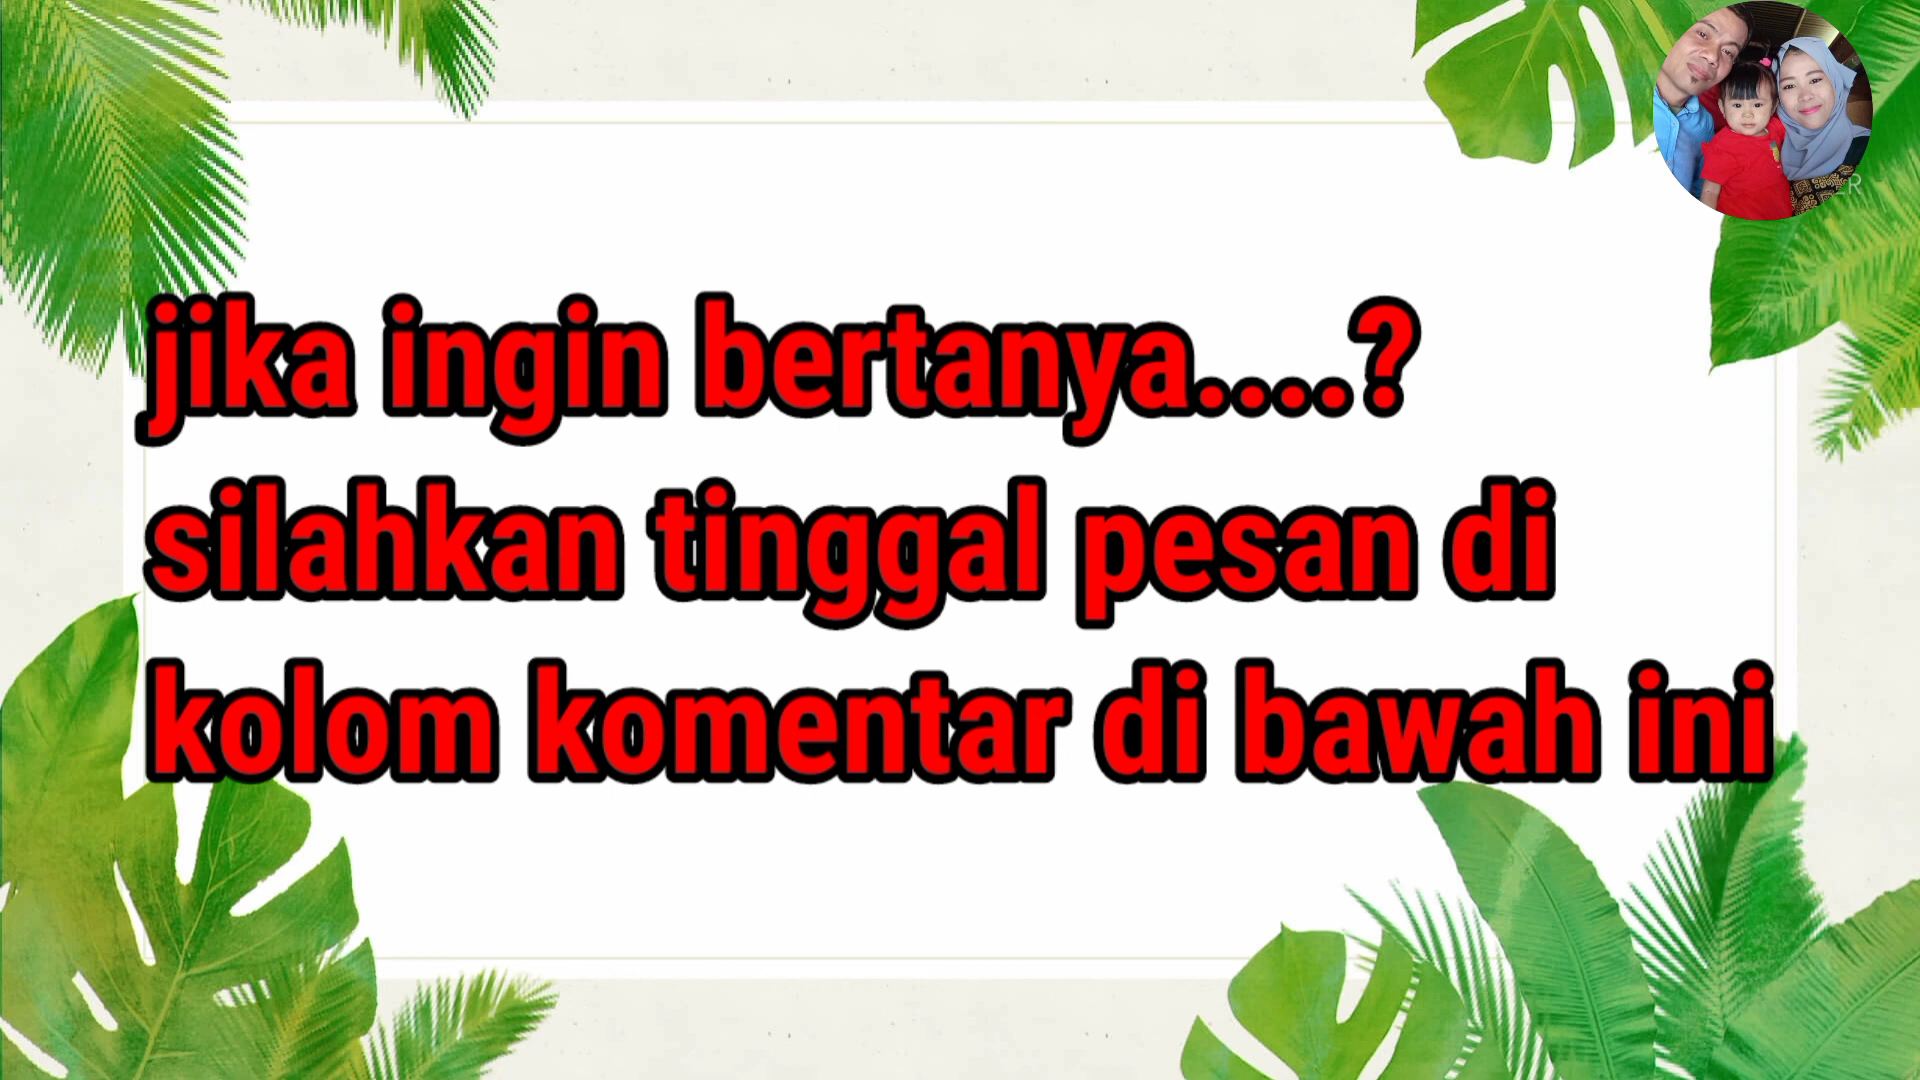 jika ingin bertanya....?
silahkan tinggal pesan di
kolom komentar di bawah ini